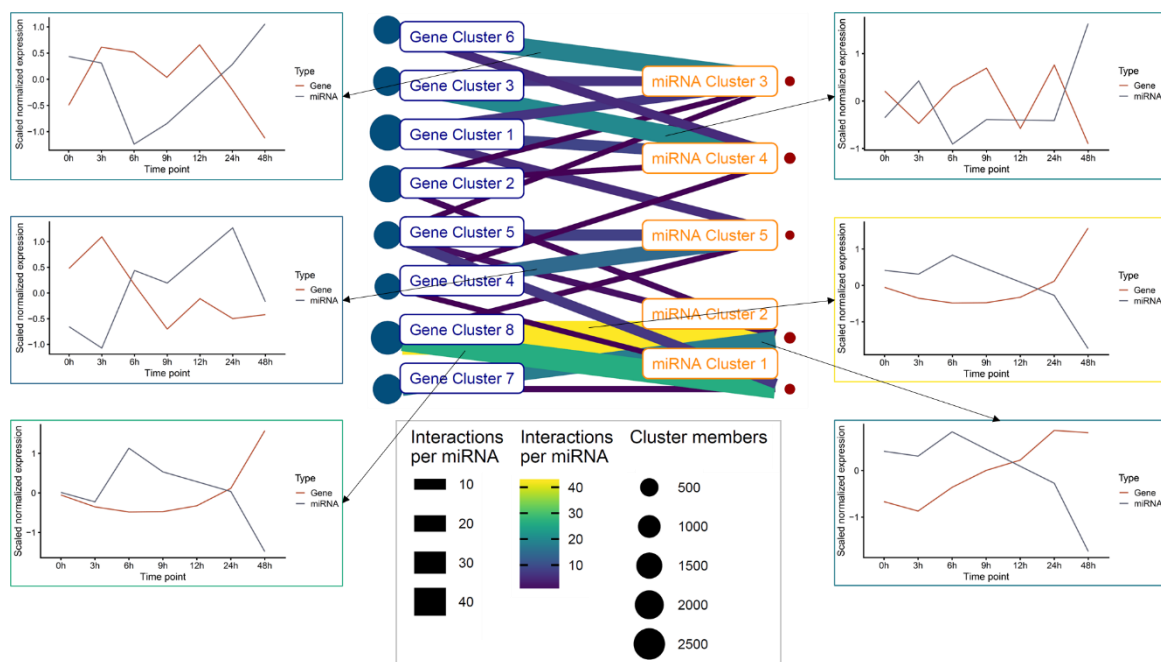 Scaled normalized expression
1.0
0.5
0.0
−0.5
−1.0
0h 3h 6h 9h 12h 24h 48h
Time point
Type
Gene
miRNA
Gene Cluster 6
Gene Cluster 3
Gene Cluster 1
Gene Cluster 2
Gene Cluster 5
Gene Cluster 4
Gene Cluster 8
Gene Cluster 7
miRNA Cluster 3
miRNA Cluster 4
miRNA Cluster 5
miRNA Cluster 2
miRNA Cluster 1
Scaled normalized expression
1
0
−1
0h 3h 6h 9h 12h 24h 48h
Time point
Type
Gene
miRNA
Scaled normalized expression
1.0
0.5
0.0
−0.5
−1.0
0h 3h 6h 9h 12h 24h 48h
Time point
Type
Gene
miRNA
Scaled normalized expression
1
0
−1
0h 3h 6h 9h 12h 24h 48h
Time point
Type
Gene
miRNA
Scaled normalized expression
1
0
−1
0h 3h 6h 9h 12h 24h 48h
Time point
Type
Gene
miRNA
Interactions
per miRNA
10
20
30
40
Interactions
per miRNA
40
30
20
10
Cluster members
500
1000
1500
2000
2500
Scaled normalized expression
0
−1
0h 3h 6h 9h 12h 24h 48h
Time point
Type
Gene
miRNA